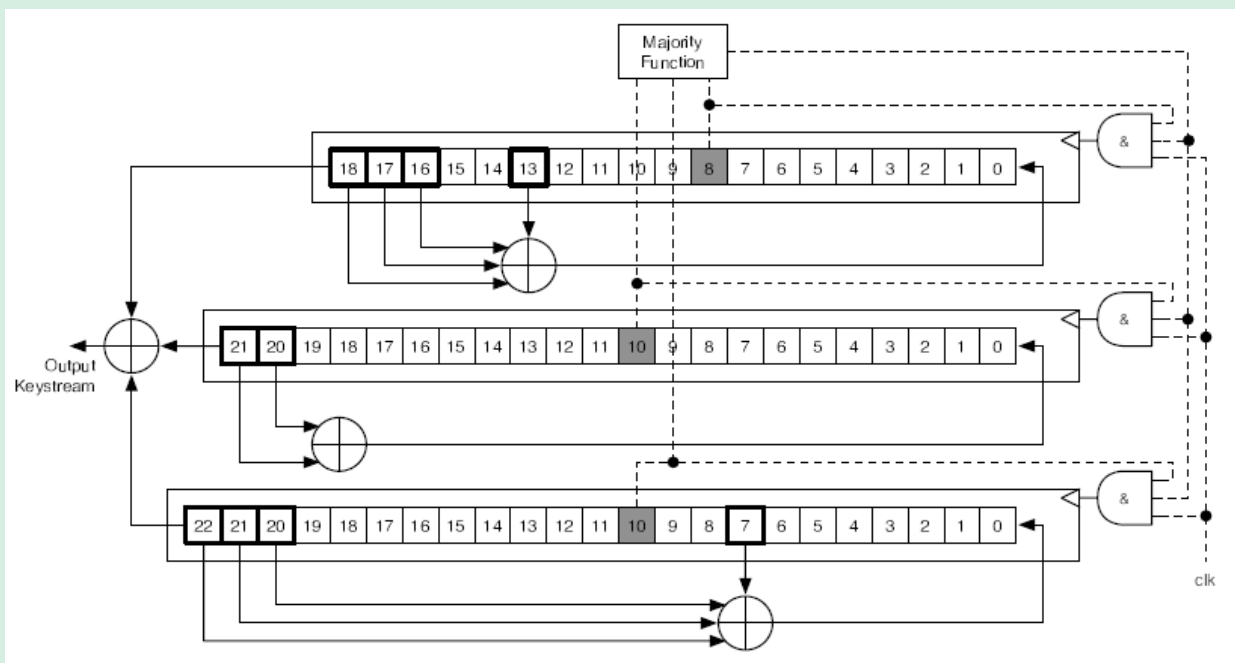 Majority
Function
&
18 17 16 15 14 13 12 11 10 9 8 7 6 5 4 3 2 1 0
&
21 20 19 18 17 16 15 14 13 12 11 10 9 8 7 6 5 4 3 2 1 0
Output
Keystream
&
22 21 20 19 18 17 16 15 14 13 12 11 10 9 8 7 6 5 4 3 2 1 0
clk